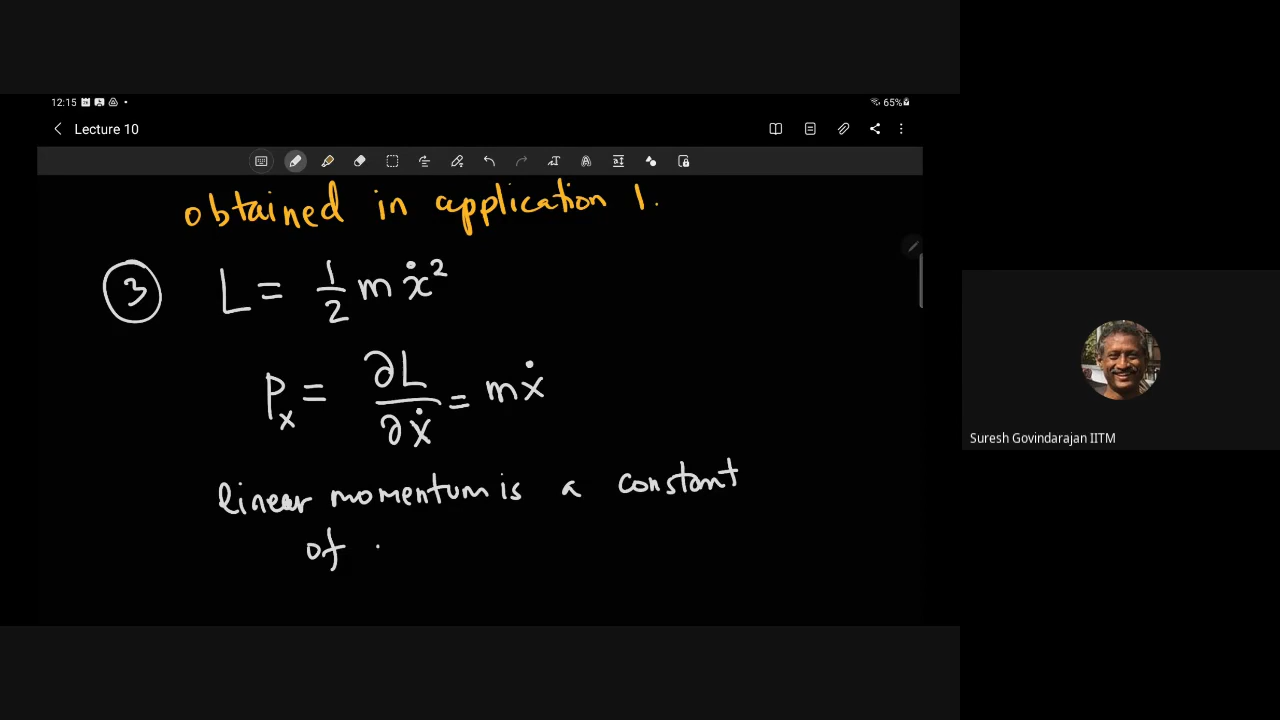 12:15
65%
Lecture 10
obtained in application 1.
3 L = 1/2 m ẋ²
Pₓ = ∂L/∂ẋ = mẋ
linear momentum is a constant
of
Suresh Govindarajan IITM